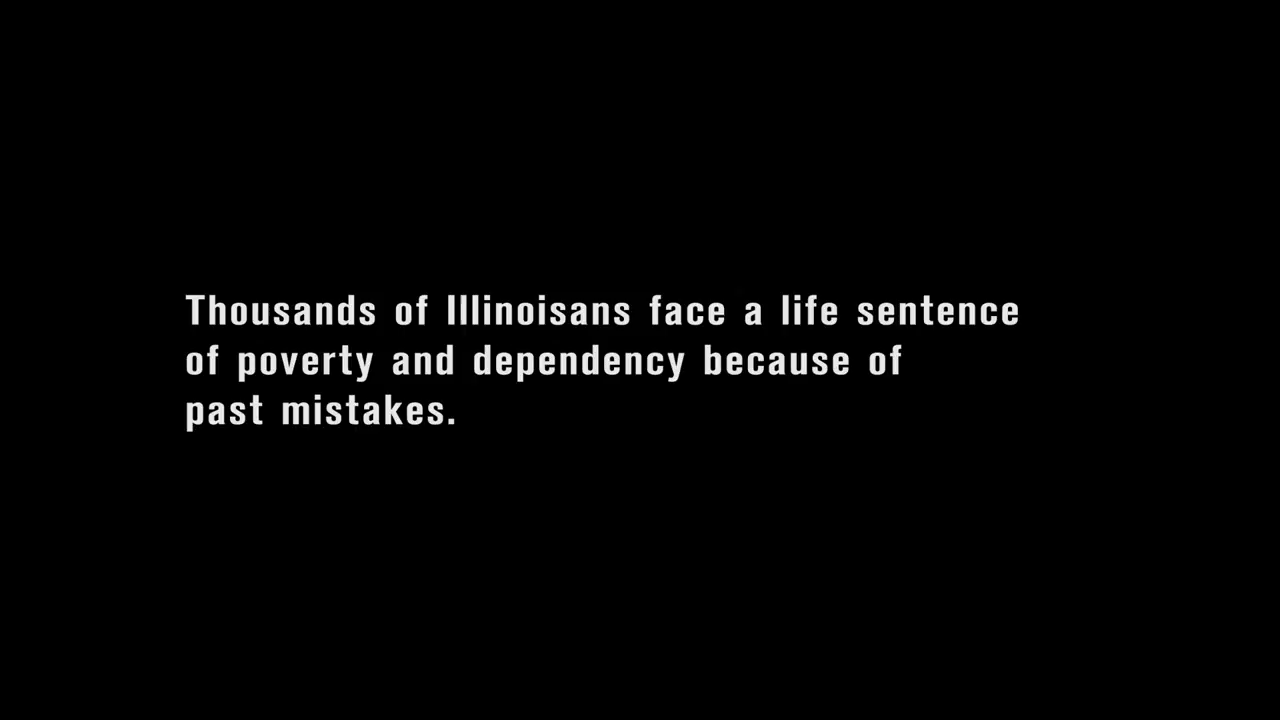 Thousands of Illinoisans face a life sentence
of poverty and dependency because of
past mistakes.